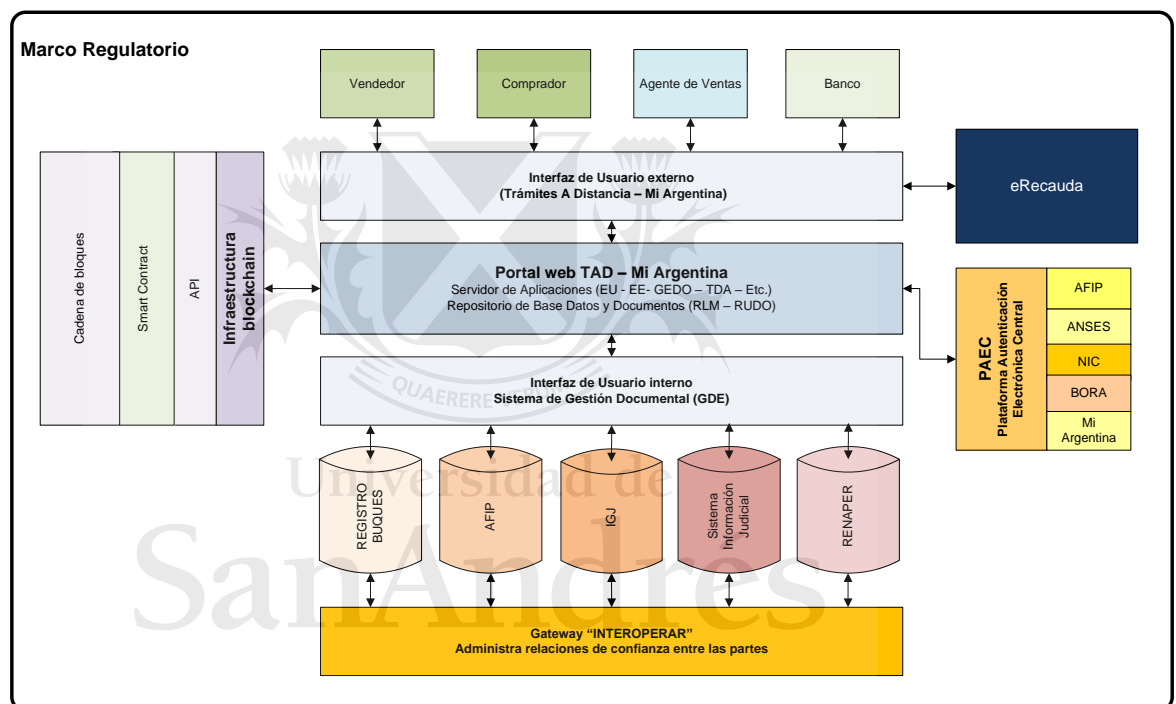 Marco Regulatorio
Vendedor
Comprador
Agente de Ventas
Banco
Interfaz de Usuario externo
(Trámites A Distancia – Mi Argentina)
eRecauda
Cadena de bloques
Smart Contract
API
Infraestructura
blockchain
Portal web TAD – Mi Argentina
Servidor de Aplicaciones (EU - EE- GEDO – TDA – Etc.)
Repositorio de Base Datos y Documentos (RLM – RUDO)
PAEC
Plataforma Autenticación
Electrónica Central
AFIP
ANSES
NIC
BORA
Mi
Argentina
Interfaz de Usuario interno
Sistema de Gestión Documental (GDE)
QUAERERE VERUM
REGISTRO
BUQUES
AFIP
IGJ
Sistema
Información
Judicial
RENAPER
Universidad de
SanAndrés
Gateway “INTEROPERAR”
Administra relaciones de confianza entre las partes